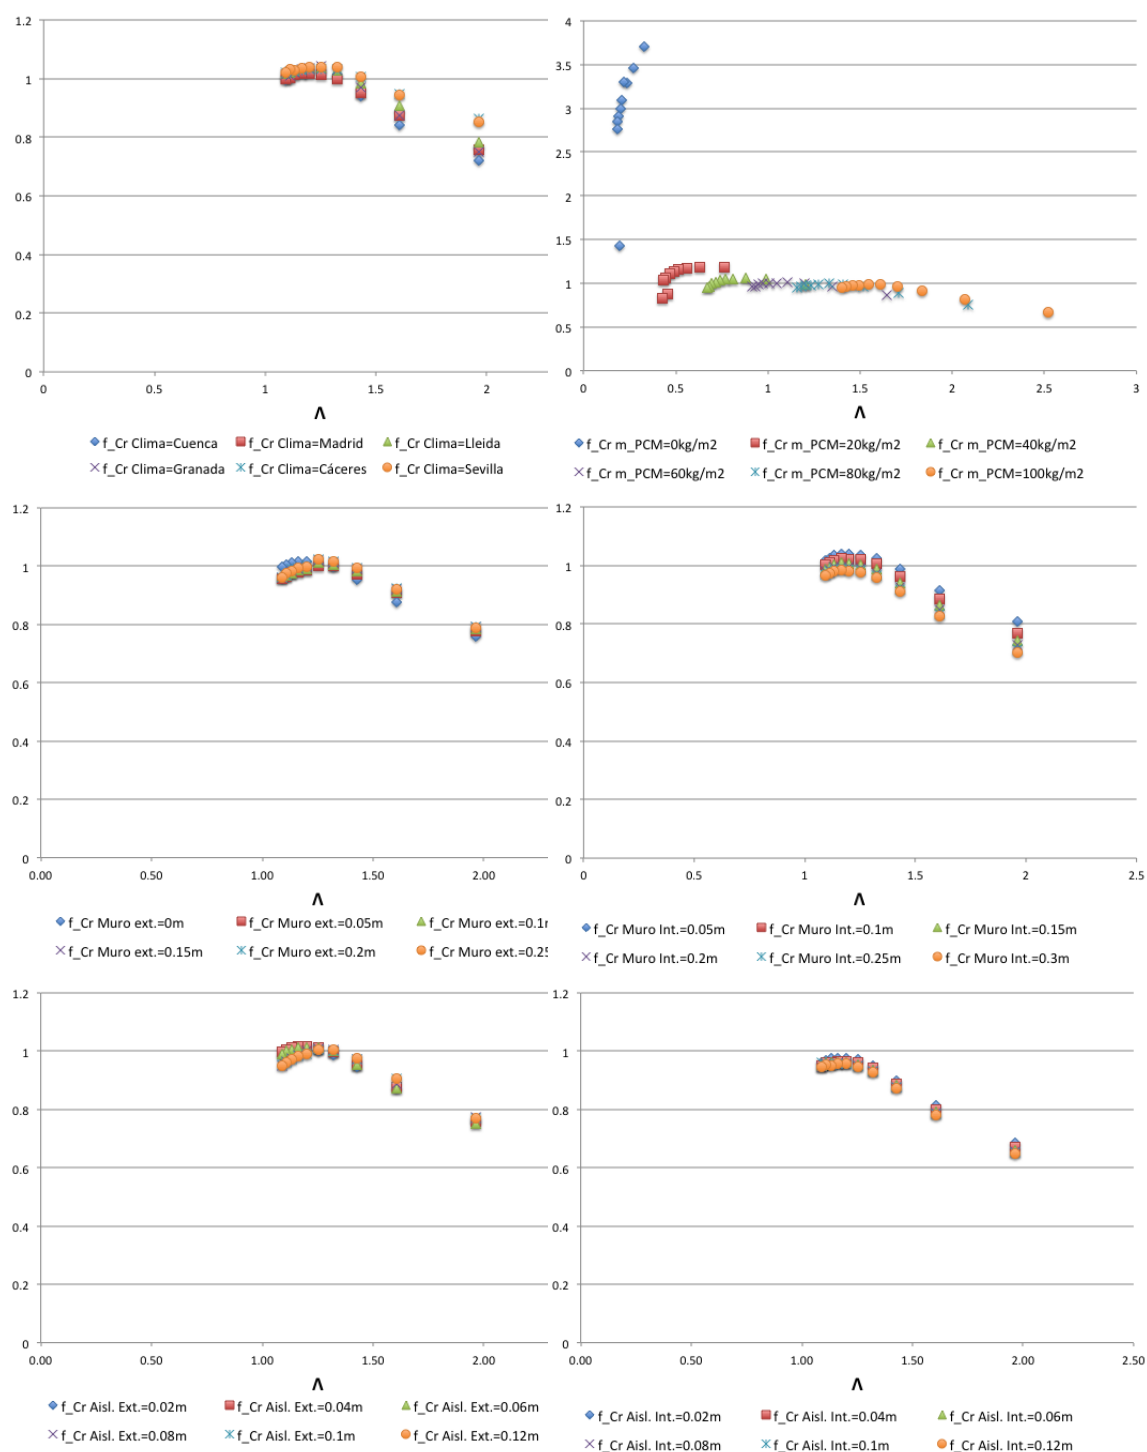 1.2
1
0.8
0.6
0.4
0.2
0
0 0.5 1 1.5 2
Λ
f_Cr Clima=Cuenca f_Cr Clima=Madrid f_Cr Clima=Lleida
f_Cr Clima=Granada f_Cr Clima=Cáceres f_Cr Clima=Sevilla
4
3.5
3
2.5
2
1.5
1
0.5
0
0 0.5 1 1.5 2 2.5 3
Λ
f_Cr m_PCM=0kg/m2 f_Cr m_PCM=20kg/m2 f_Cr m_PCM=40kg/m2
f_Cr m_PCM=60kg/m2 f_Cr m_PCM=80kg/m2 f_Cr m_PCM=100kg/m2
1.2
1
0.8
0.6
0.4
0.2
0
0.00 0.50 1.00 1.50 2.00
Λ
f_Cr Muro ext.=0m f_Cr Muro ext.=0.05m f_Cr Muro ext.=0.1
f_Cr Muro ext.=0.15m f_Cr Muro ext.=0.2m f_Cr Muro ext.=0.25
1.2
1
0.8
0.6
0.4
0.2
0
0 0.5 1 1.5 2 2.5
Λ
f_Cr Muro Int.=0.05m f_Cr Muro Int.=0.1m f_Cr Muro Int.=0.15m
f_Cr Muro Int.=0.2m f_Cr Muro Int.=0.25m f_Cr Muro Int.=0.3m
1.2
1
0.8
0.6
0.4
0.2
0
0.00 0.50 1.00 1.50 2.00
Λ
f_Cr Aisl. Ext.=0.02m f_Cr Aisl. Ext.=0.04m f_Cr Aisl. Ext.=0.06m
f_Cr Aisl. Ext.=0.08m f_Cr Aisl. Ext.=0.1m f_Cr Aisl. Ext.=0.12m
1.2
1
0.8
0.6
0.4
0.2
0
0.00 0.50 1.00 1.50 2.00 2.50
Λ
f_Cr Aisl. Int.=0.02m f_Cr Aisl. Int.=0.04m f_Cr Aisl. Int.=0.06m
f_Cr Aisl. Int.=0.08m f_Cr Aisl. Int.=0.1m f_Cr Aisl. Int.=0.12m